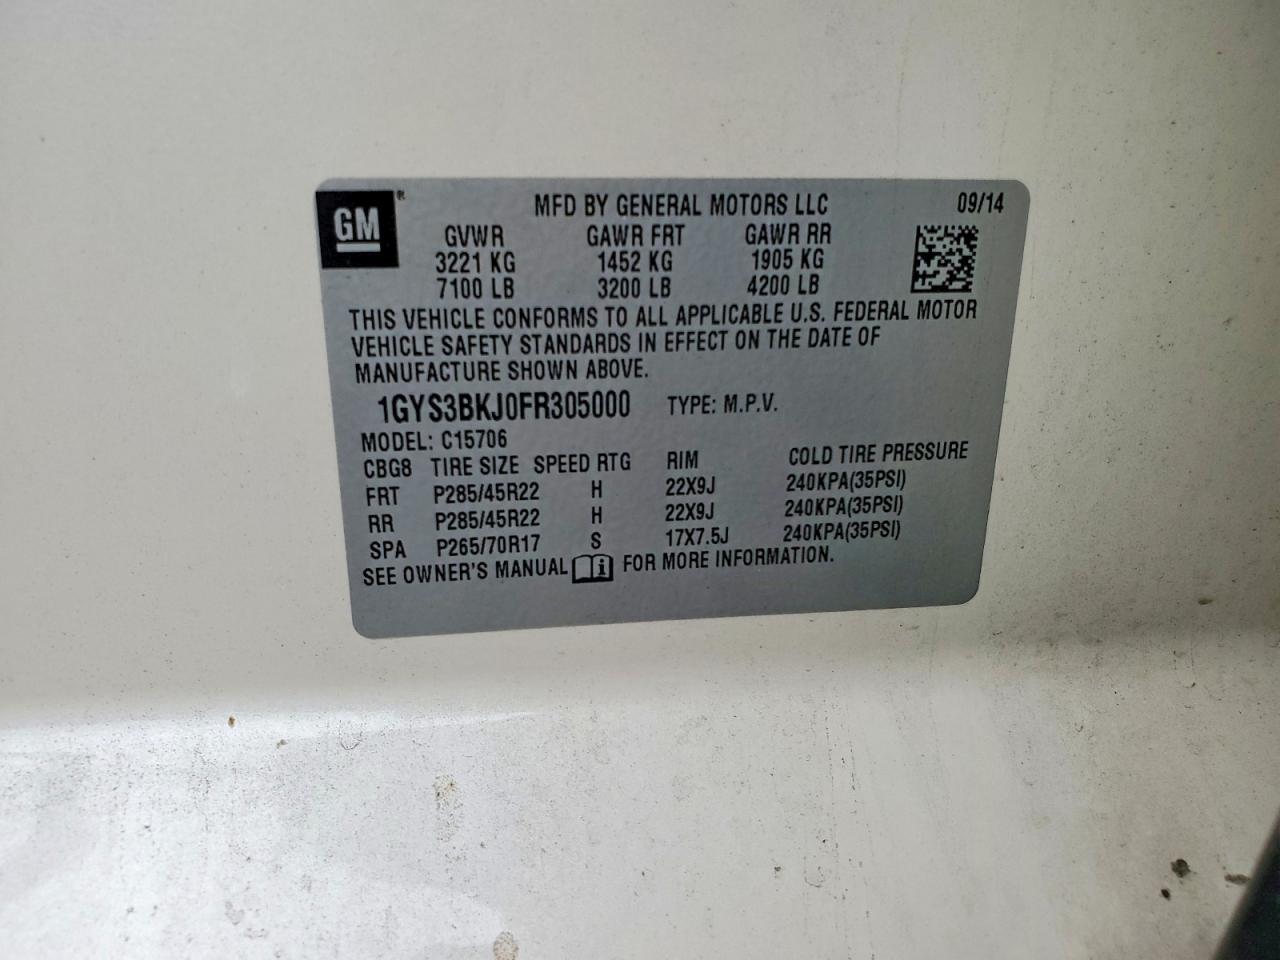 GM ®
MFD BY GENERAL MOTORS LLC 09/14
GVWR GAWR FRT GAWR RR
3221 KG 1452 KG 1905 KG
7100 LB 3200 LB 4200 LB
THIS VEHICLE CONFORMS TO ALL APPLICABLE U.S. FEDERAL MOTOR
VEHICLE SAFETY STANDARDS IN EFFECT ON THE DATE OF
MANUFACTURE SHOWN ABOVE.
1GYS3BKJ0FR305000 TYPE: M.P.V.
MODEL: C15706
CBG8 TIRE SIZE SPEED RTG RIM COLD TIRE PRESSURE
FRT P285/45R22 H 22X9J 240KPA(35PSI)
RR P285/45R22 H 22X9J 240KPA(35PSI)
SPA P265/70R17 S 17X7.5J 240KPA(35PSI)
SEE OWNER'S MANUAL i FOR MORE INFORMATION.